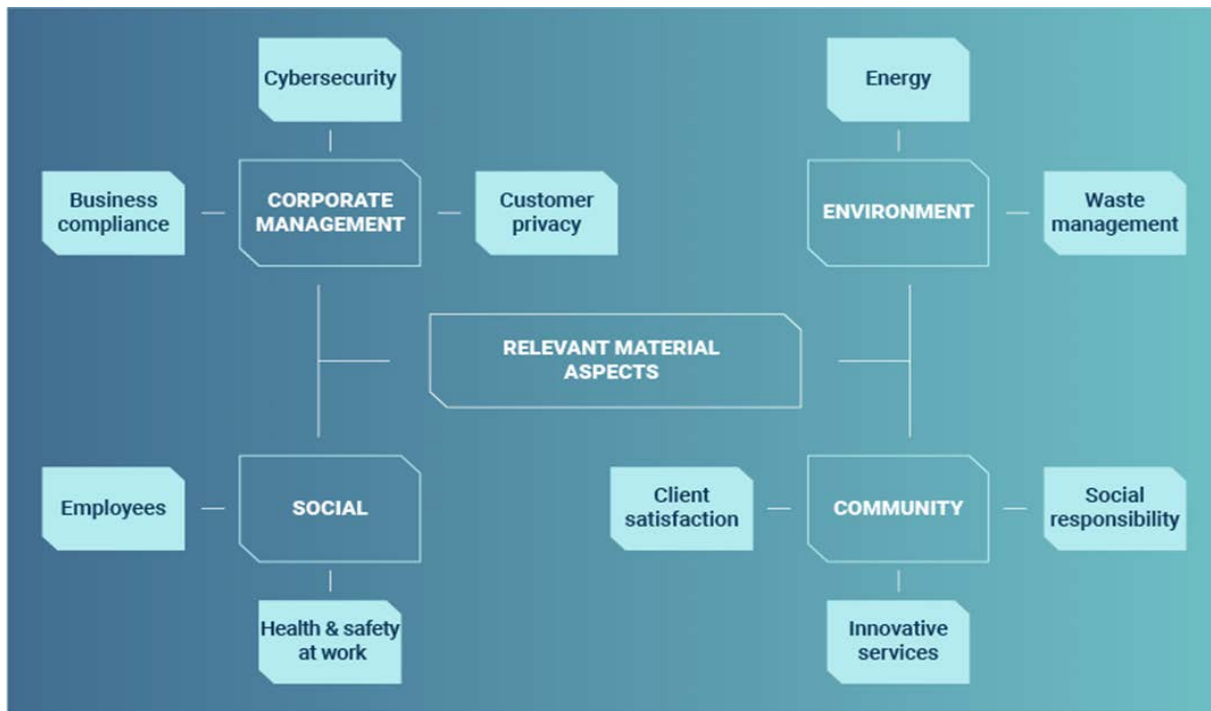 Cybersecurity
Energy
Business
compliance
CORPORATE
MANAGEMENT
Customer
privacy
ENVIRONMENT
Waste
management
RELEVANT MATERIAL
ASPECTS
Employees
SOCIAL
Client
satisfaction
COMMUNITY
Social
responsibility
Health & safety
at work
Innovative
services